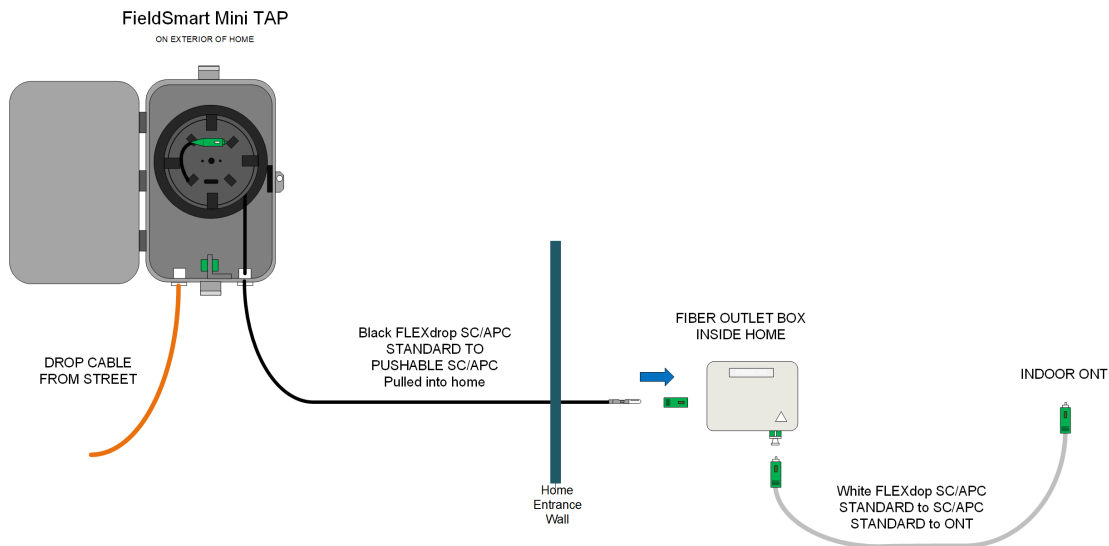 FieldSmart Mini TAP
ON EXTERIOR OF HOME
DROP CABLE
FROM STREET
Black FLEXdrop SC/APC
STANDARD TO
PUSHABLE SC/APC
Pulled into home
Home
Entrance
Wall
FIBER OUTLET BOX
INSIDE HOME
White FLEXdop SC/APC
STANDARD to SC/APC
STANDARD to ONT
INDOOR ONT